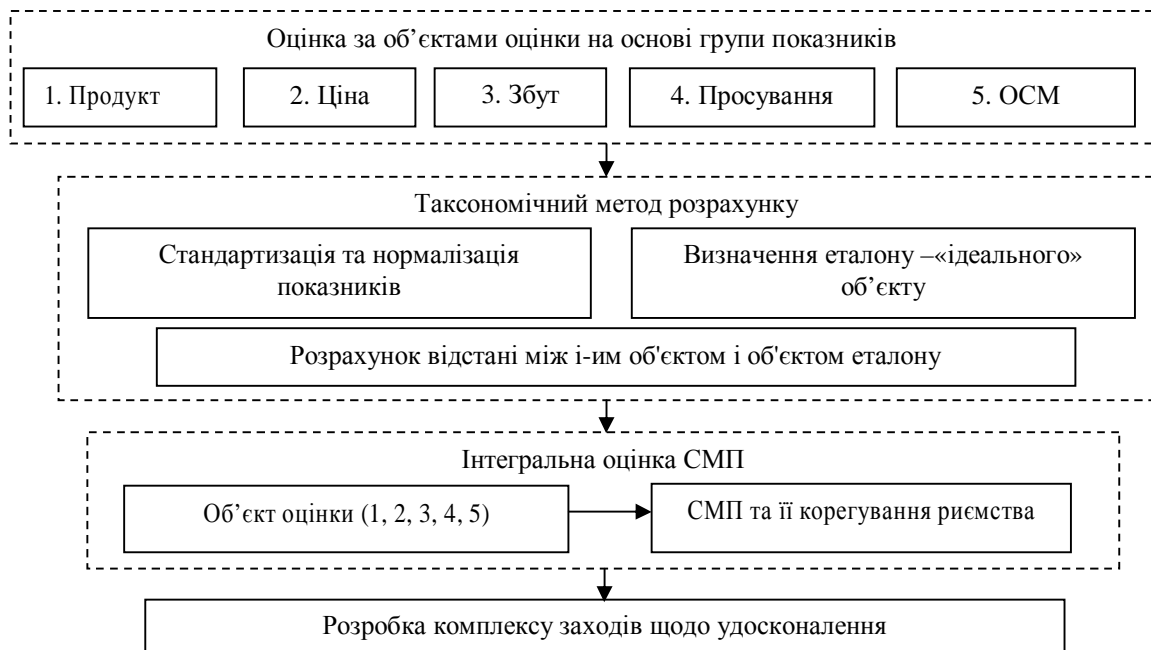 Оцінка за об’єктами оцінки на основі групи показників
1. Продукт
2. Ціна
3. Збут
4. Просування
5. ОСМ
Таксономічний метод розрахунку
Стандартизація та нормалізація
показників
Визначення еталону –«ідеального»
об’єкту
Розрахунок відстані між і-им об'єктом і об'єктом еталону
Інтегральна оцінка СМП
Об’єкт оцінки (1, 2, 3, 4, 5)
СМП та її корегування риємства
Розробка комплексу заходів щодо удосконалення